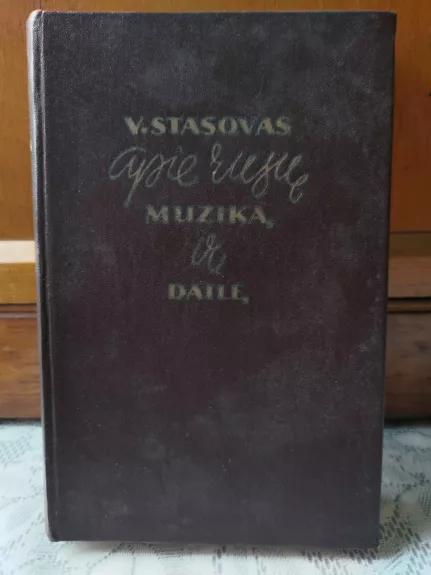 V. STASOVAS
apie rusų
MUZIKĄ
ir
DAILĘ